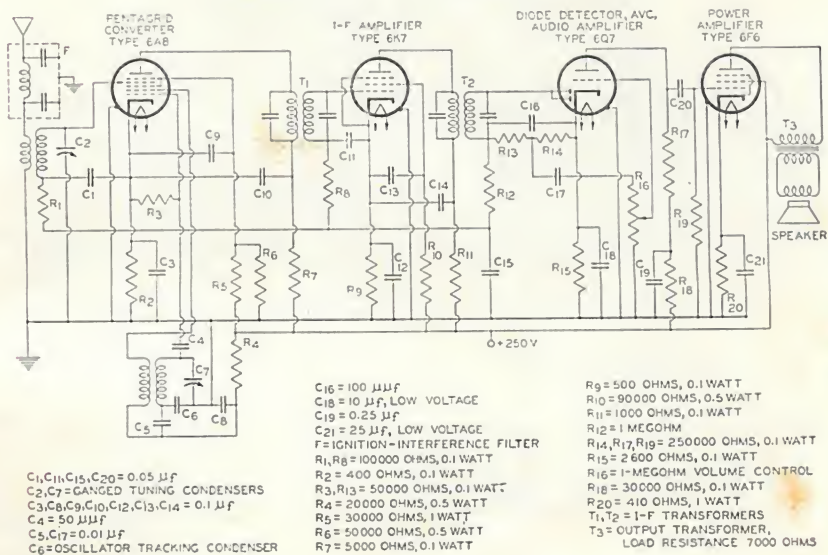 PENTAGRID
CONVERTER
TYPE 6A8
I-F AMPLIFIER
TYPE 6K7
DIODE DETECTOR, AVC,
AUDIO AMPLIFIER
TYPE 6Q7
POWER
AMPLIFIER
TYPE 6F6
F
T1
T2
T3
C2
C9
C11
C16
C20
R13
R14
R17
C1
R1
R3
C10
R8
C13
C14
R12
C17
R16
R19
SPEAKER
C3
R2
R5
R6
R7
R9
C12
R10
R11
C15
R15
C18
C19
R18
R20
C21
C4
R4
+250V
C7
C5
C6
C8
C1,C11,C15,C20=0.05 μf
C2,C7=GANGED TUNING CONDENSERS
C3,C8,C9,C10,C12,C13,C14=0.1 μf
C4=50 μμf
C5,C17=0.01 μf
C6=OSCILLATOR TRACKING CONDENSER
C16=100 μμf
C18=10 μf, LOW VOLTAGE
C19=0.25 μf
C21=25 μf, LOW VOLTAGE
F=IGNITION-INTERFERENCE FILTER
R1,R8=100000 OHMS, 0.1 WATT
R2=400 OHMS, 0.1 WATT
R3,R13=50000 OHMS, 0.1 WATT
R4=20000 OHMS, 0.5 WATT
R5=30000 OHMS, 1 WATT
R6=50000 OHMS, 0.5 WATT
R7=5000 OHMS, 0.1 WATT
R9=500 OHMS, 0.1 WATT
R10=90000 OHMS, 0.5 WATT
R11=1000 OHMS, 0.1 WATT
R12=1 MEGOHM
R14,R17,R19=250000 OHMS, 0.1 WATT
R15=2600 OHMS, 0.1 WATT
R16=1-MEGOHM VOLUME CONTROL
R18=30000 OHMS, 0.1 WATT
R20=410 OHMS, 1 WATT
T1,T2=I-F TRANSFORMERS
T3=OUTPUT TRANSFORMER,
LOAD RESISTANCE 7000 OHMS